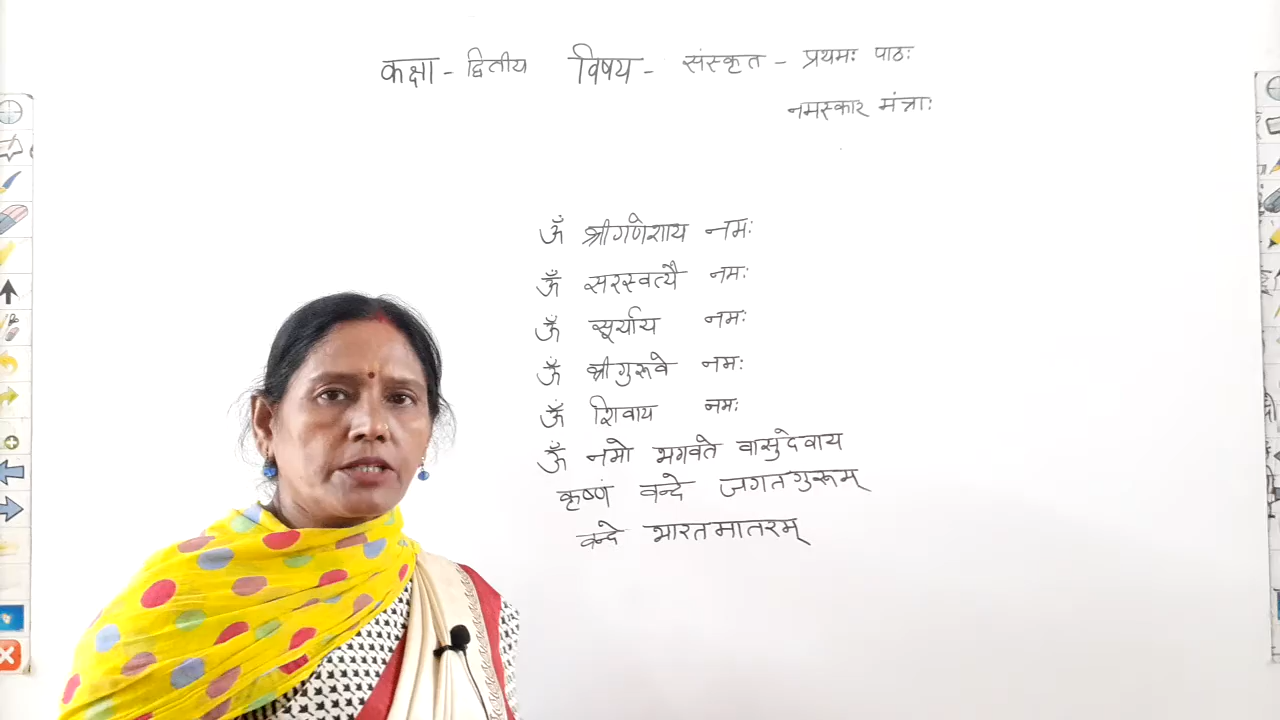 कक्षा - द्वितीय विषय - संस्कृत - प्रथमः पाठः
नमस्कार मंत्राः
ॐ श्रीगणेशाय नमः
ॐ सरस्वत्यै नमः
ॐ सूर्याय नमः
ॐ श्रीगुरूवे नमः
ॐ शिवाय नमः
ॐ नमो भगवते वासुदेवाय
कृष्णं वन्दे जगतगुरूम्
वन्दे भारतमातरम्